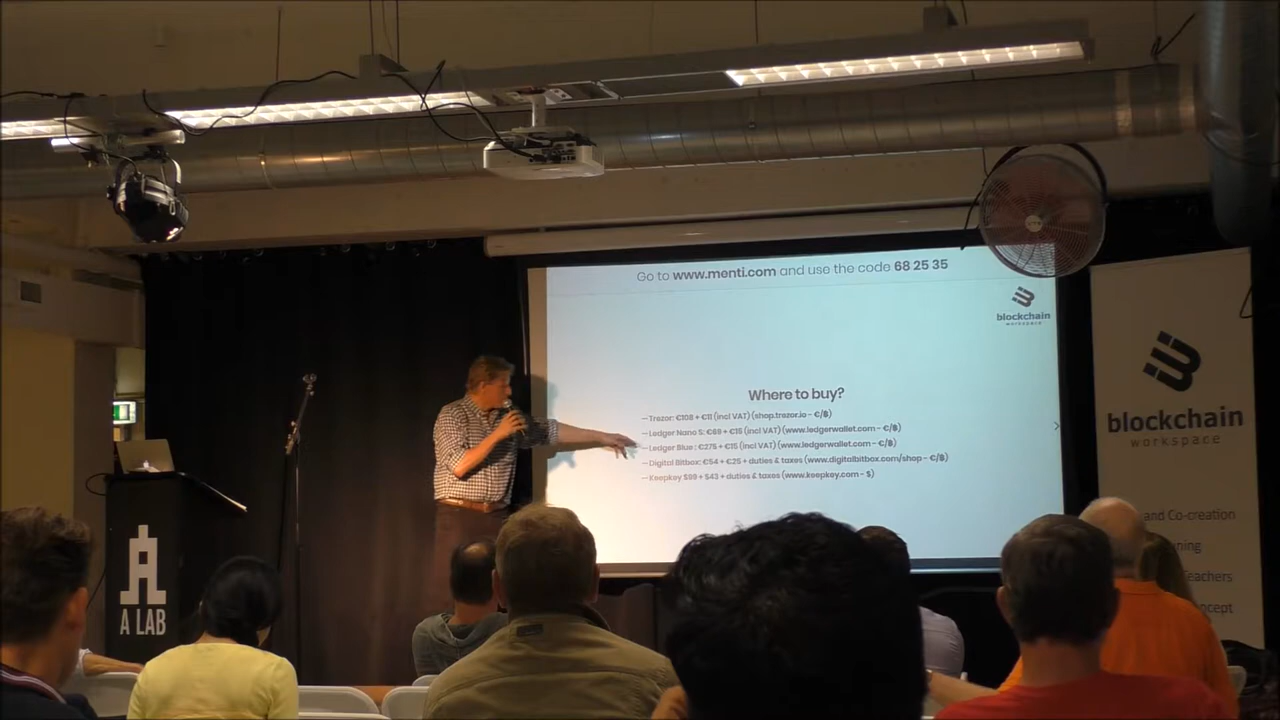 Go to www.menti.com and use the code 68 25 35
blockchain
workspace
Where to buy?
—Trezor: €108 + €11 (incl VAT) (shop.trezor.io - €/₿)
—Ledger Nano S: €69 + €15 (incl VAT) (www.ledgerwallet.com - €/₿)
—Ledger Blue: €275 + €15 (incl VAT) (www.ledgerwallet.com - €/₿)
—Digital Bitbox: €54 + €25 + duties & taxes (www.digitalbitbox.com/shop - €/₿)
—Keepkey $99 + $43 + duties & taxes (www.keepkey.com - $)
blockchain
workspace
and Co-creation
ning
Teachers
ncept
A LAB